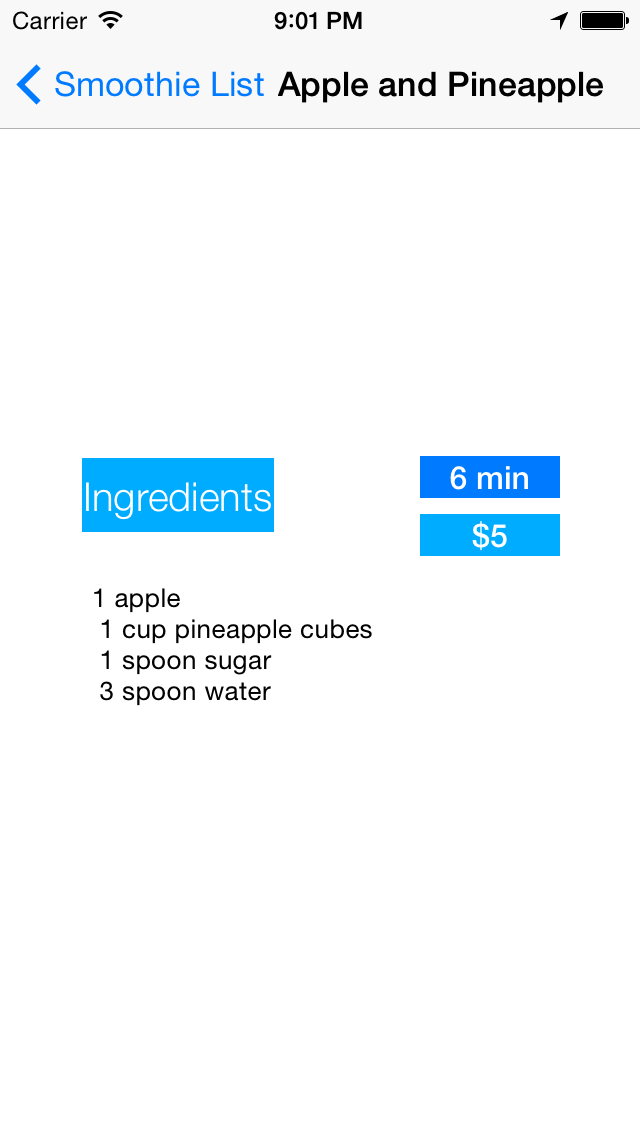 Carrier 9:01 PM
Smoothie List Apple and Pineapple
Ingredients
6 min
$5
1 apple
1 cup pineapple cubes
1 spoon sugar
3 spoon water